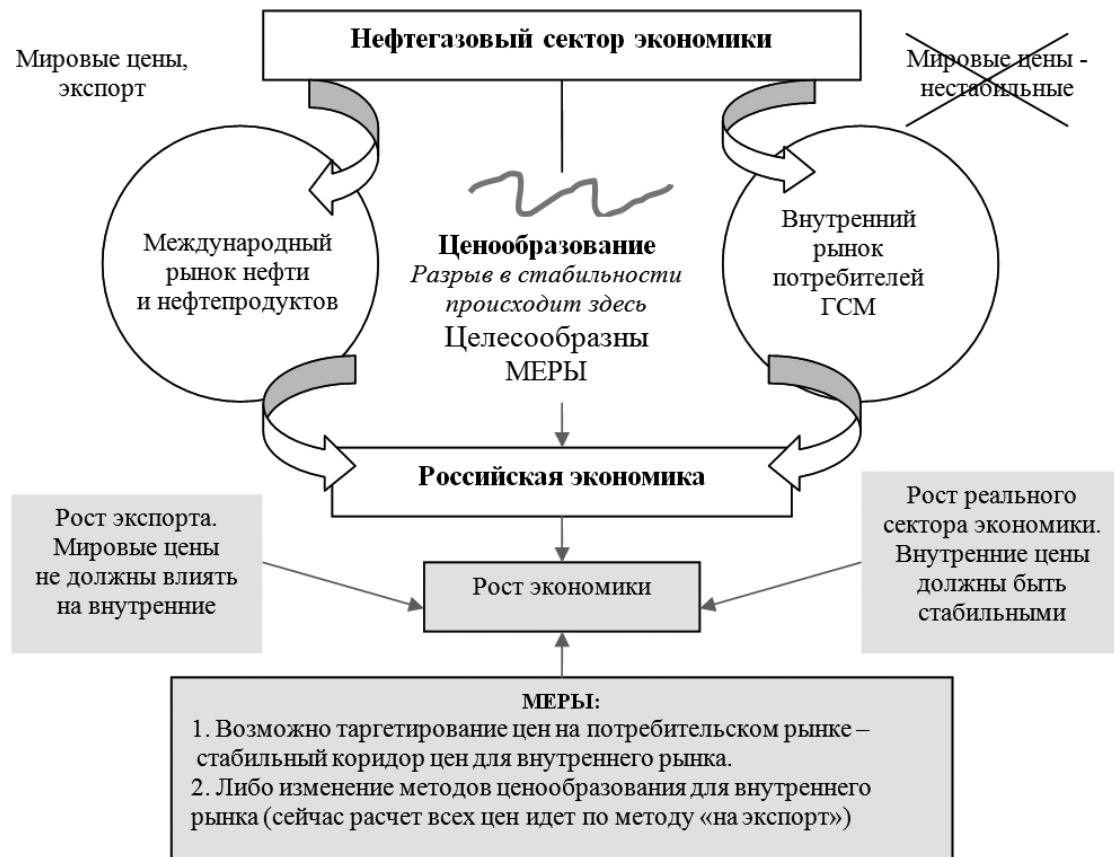 Нефтегазовый сектор экономики
Мировые цены,
экспорт
Мировые цены -
нестабильные
Международный
рынок нефти
и нефтепродуктов
Ценообразование
Разрыв в стабильности
происходит здесь
Целесообразны
МЕРЫ
Внутренний
рынок
потребителей
ГСМ
Российская экономика
Рост экспорта.
Мировые цены
не должны влиять
на внутренние
Рост экономики
Рост реального
сектора экономики.
Внутренние цены
должны быть
стабильными
МЕРЫ:
1. Возможно таргетирование цен на потребительском рынке –
стабильный коридор цен для внутреннего рынка.
2. Либо изменение методов ценообразования для внутреннего
рынка (сейчас расчет всех цен идет по методу «на экспорт»)